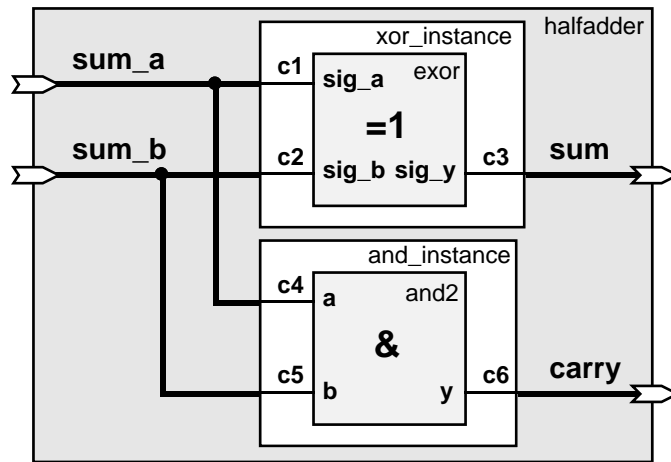 halfadder
xor_instance
sum_a
c1
sig_a
exor
=1
sum_b
c2
sig_b
sig_y
c3
sum
and_instance
c4
a
and2
&
c5
b
y
c6
carry